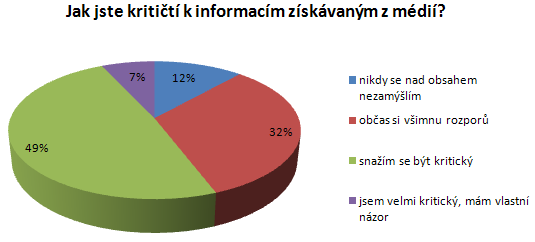 Jak jste kritičtí k informacím získávaným z médií?
7%
12%
32%
49%
nikdy se nad obsahem
nezamýšlím
občas si všimnu rozporů
snažím se být kritický
jsem velmi kritický, mám vlastní
názor